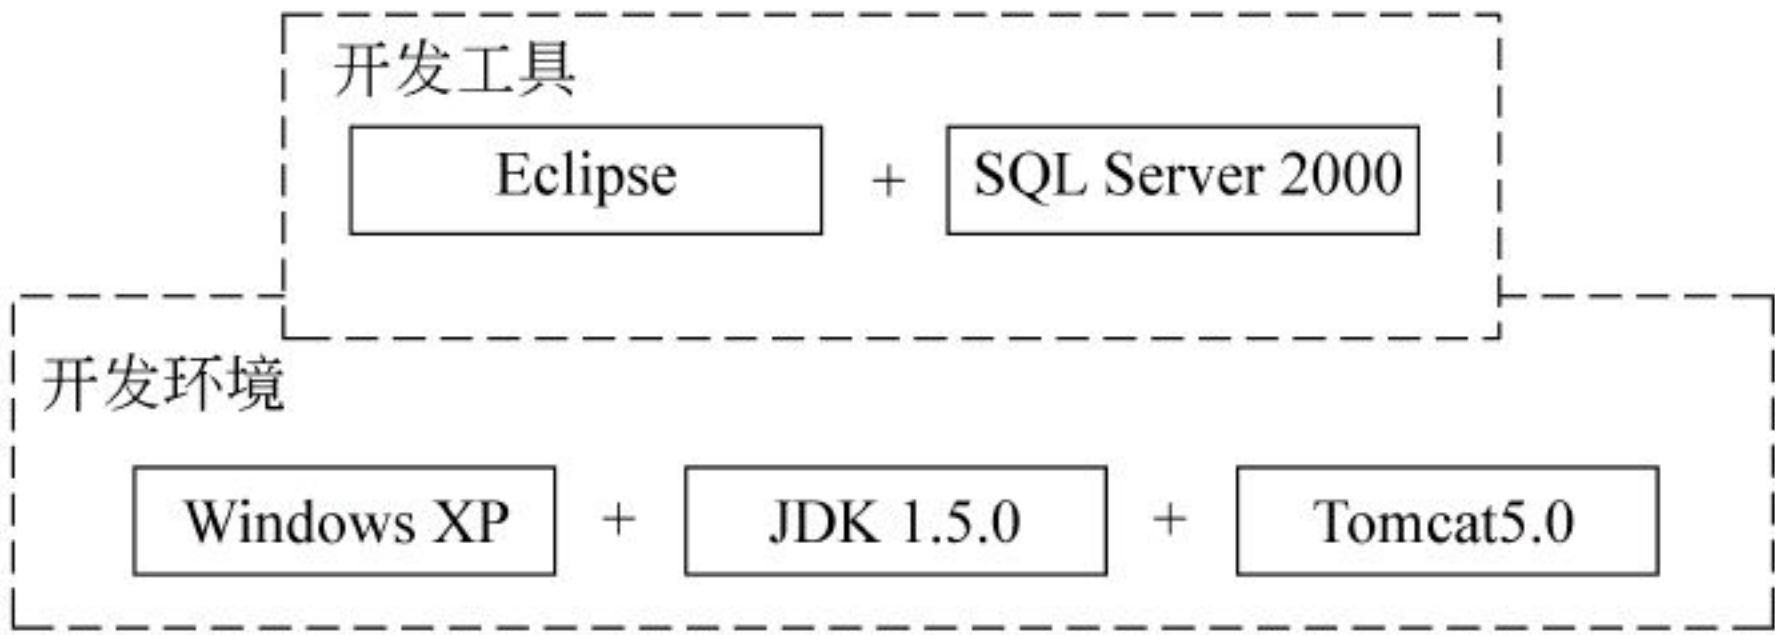 开发工具
Eclipse + SQL Server 2000
开发环境
Windows XP + JDK 1.5.0 + Tomcat5.0